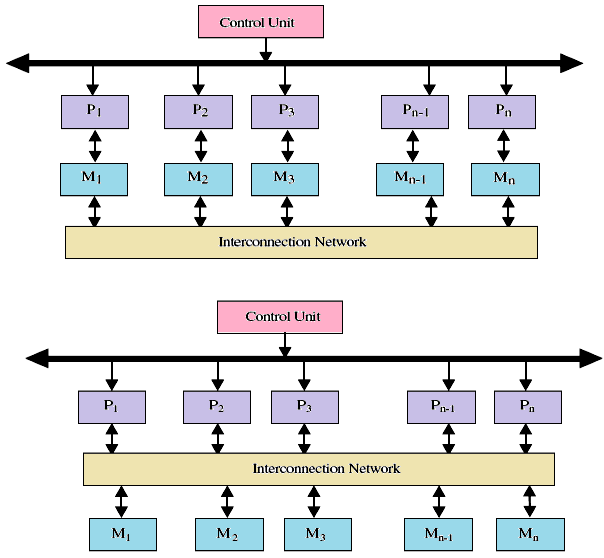 Control Unit
P1 P2 P3 Pn-1 Pn
M1 M2 M3 Mn-1 Mn
Interconnection Network
Control Unit
P1 P2 P3 Pn-1 Pn
Interconnection Network
M1 M2 M3 Mn-1 Mn